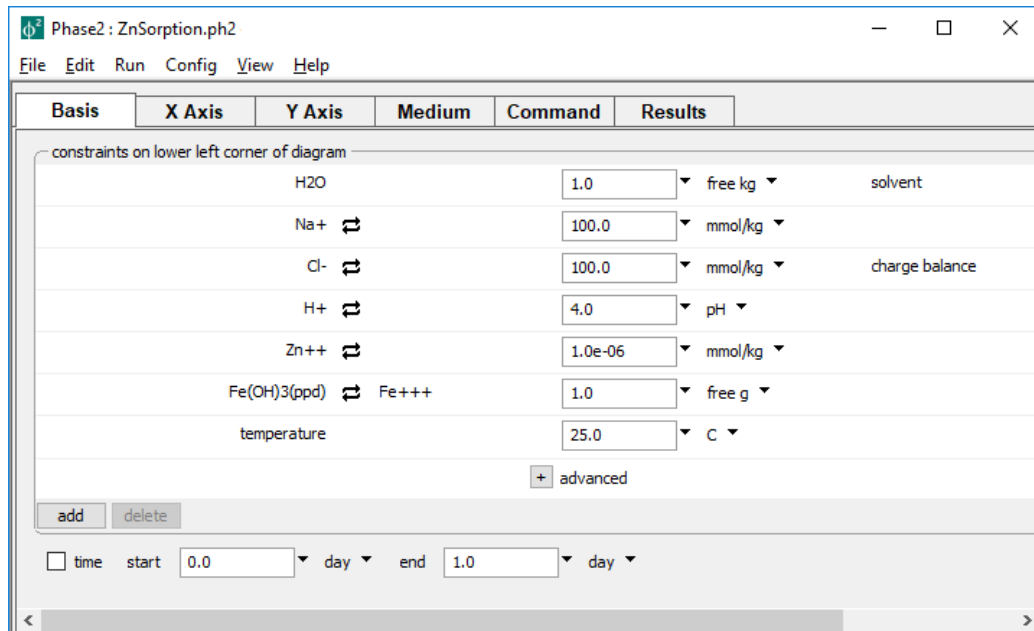 ϕ² Phase2 : ZnSorption.ph2
File Edit Run Config View Help
Basis X Axis Y Axis Medium Command Results
constraints on lower left corner of diagram
H2O 1.0 free kg solvent
Na+ 100.0 mmol/kg
Cl- 100.0 mmol/kg charge balance
H+ 4.0 pH
Zn++ 1.0e-06 mmol/kg
Fe(OH)3(ppd) Fe+++ 1.0 free g
temperature 25.0 C
+ advanced
add delete
time start 0.0 day end 1.0 day